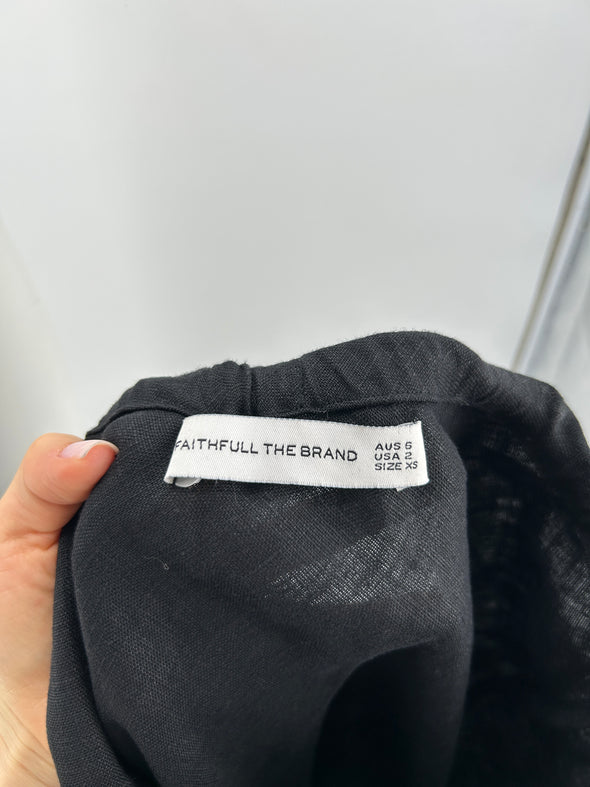 FAITHFULL THE BRAND
AUS 6
USA 2
SIZE XS